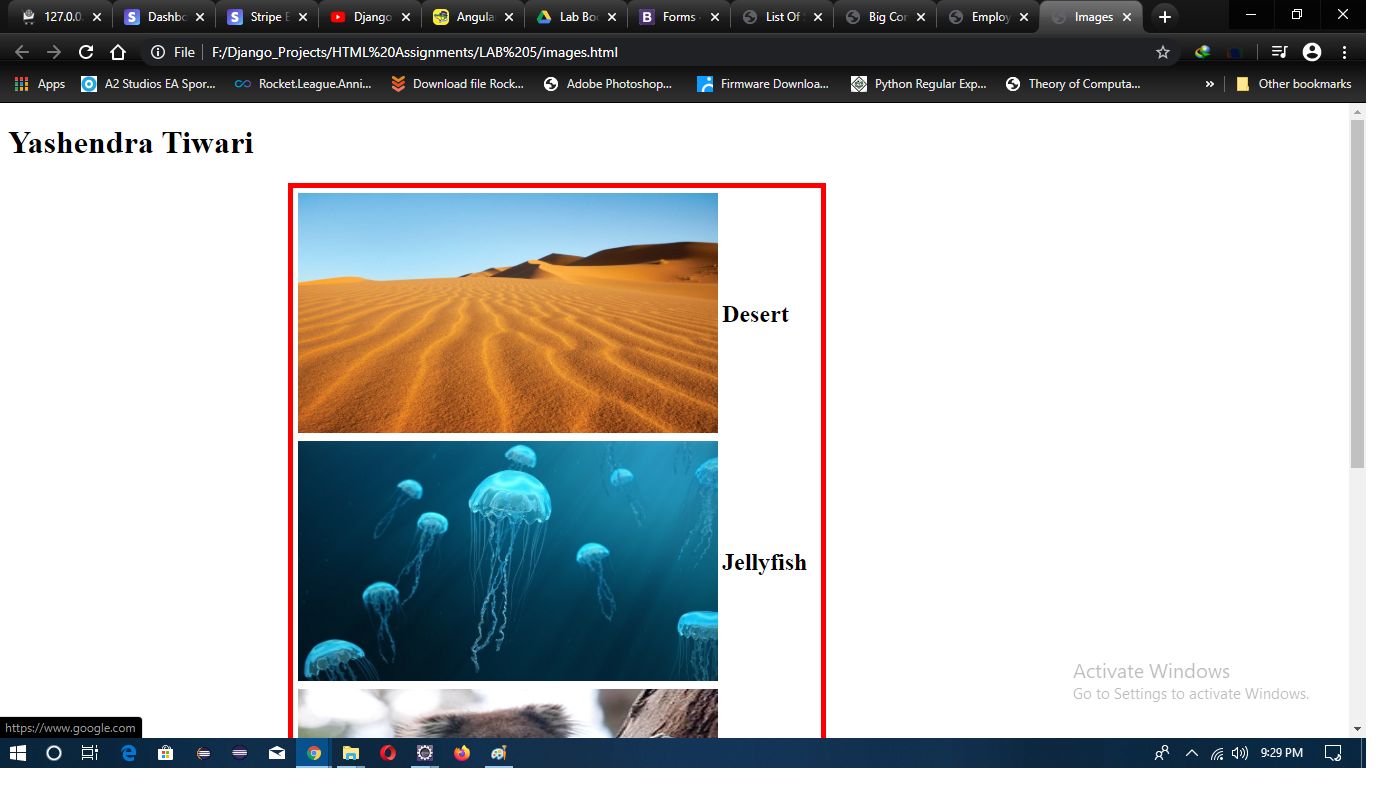 127.0.0. Dashbo Stripe E Django Angula Lab Boo Forms List Of Big Cor Employ Images
File F:/Django_Projects/HTML%20Assignments/LAB%205/images.html
Apps A2 Studios EA Spor... Rocket.League.Anni... Download file Rock... Adobe Photoshop... Firmware Downloa... Python Regular Exp... Theory of Computa... » Other bookmarks
Yashendra Tiwari
Desert
Jellyfish
Activate Windows
Go to Settings to activate Windows.
https://www.google.com
9:29 PM